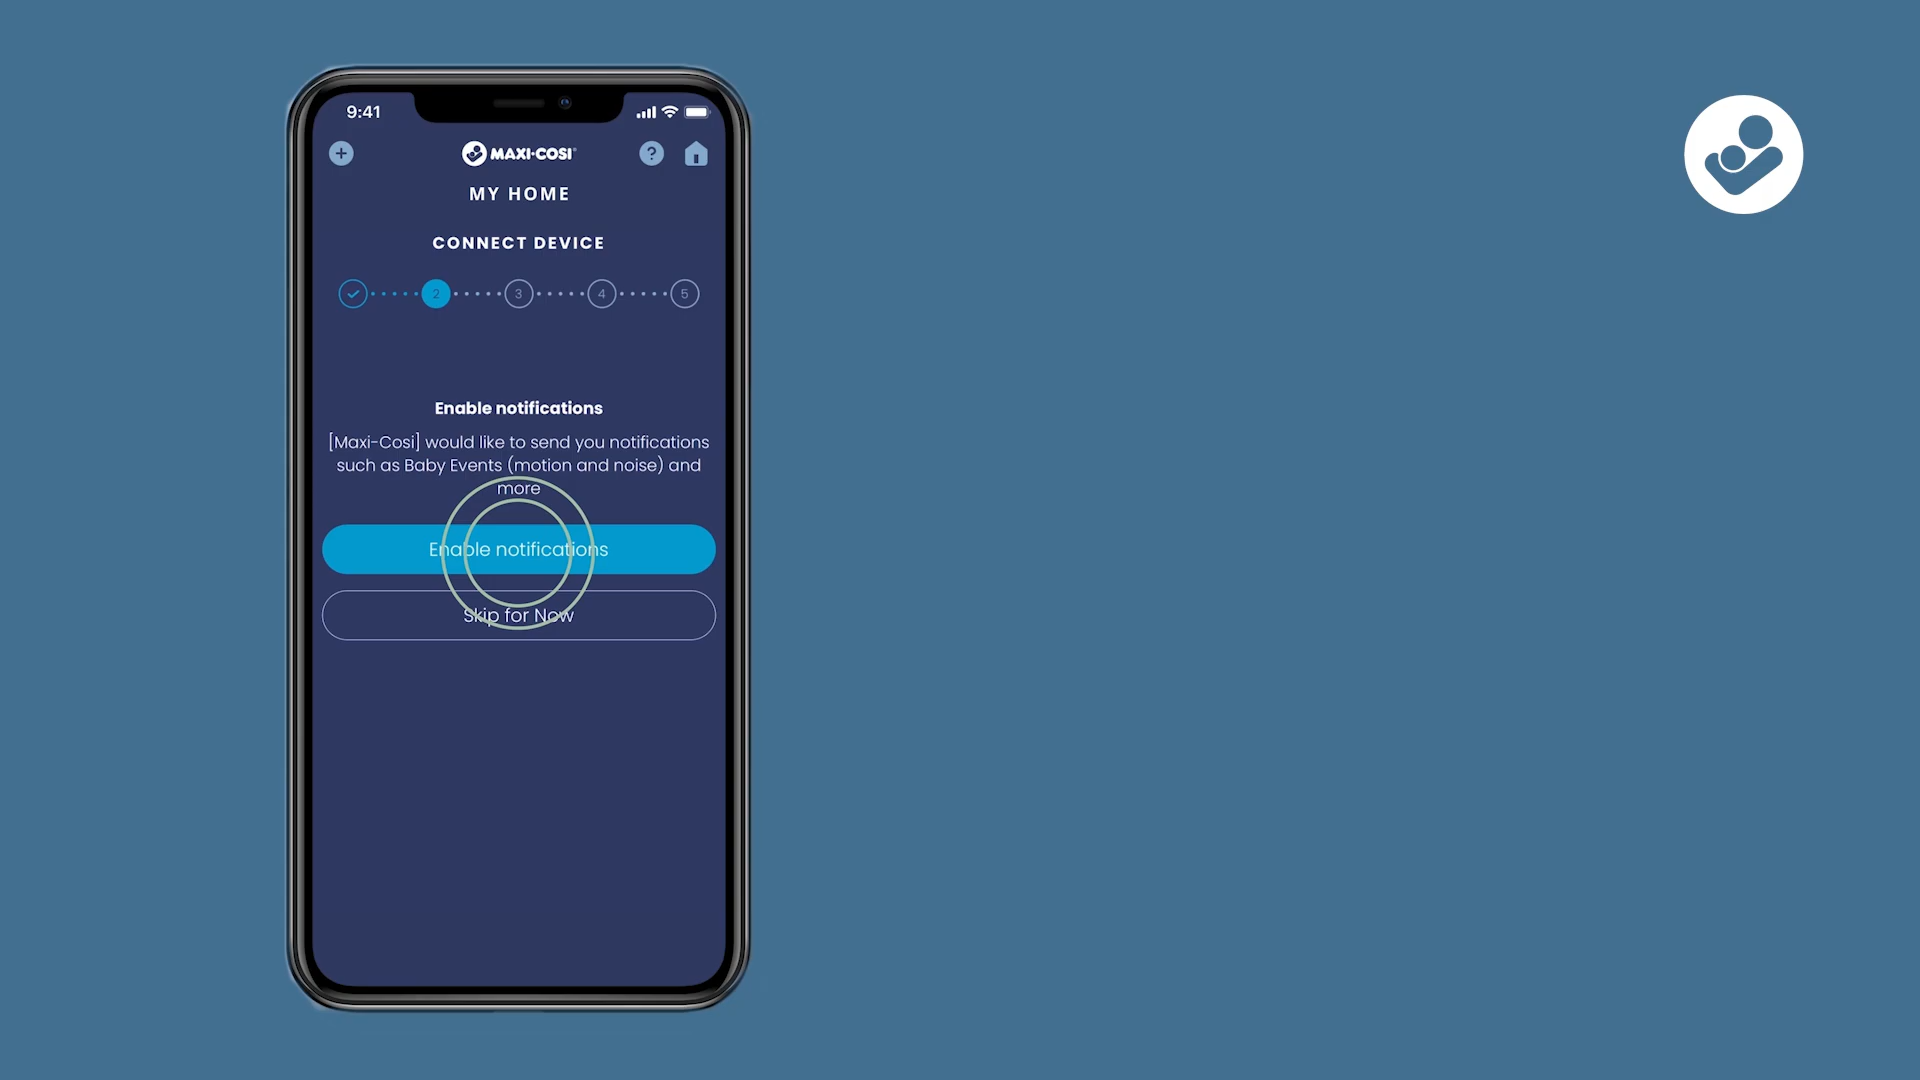 9:41
MAXI·COSI®
MY HOME
CONNECT DEVICE
2 3 4 5
Enable notifications
[Maxi-Cosi] would like to send you notifications
such as Baby Events (motion and noise) and
more
Enable notifications
Skip for Now